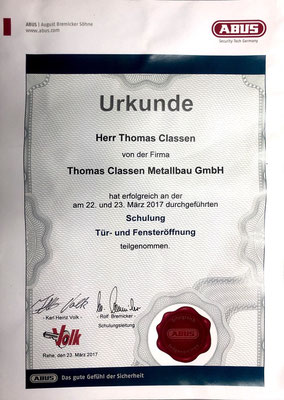 ABUS | August Bremicker Söhne
www.abus.com
ABUS
Security Tech Germany
Urkunde
Herr Thomas Classen
von der Firma
Thomas Classen Metallbau GmbH
hat erfolgreich an der
am 22. und 23. März 2017 durchgeführten
Schulung
Tür- und Fensteröffnung
teilgenommen.
- Karl Heinz Volk -
- Rolf Bremicker
Schulungsleitung
Volk
Rehe, den 23. März 2017
ABUS
ABUS
Das gute Gefühl der Sicherheit